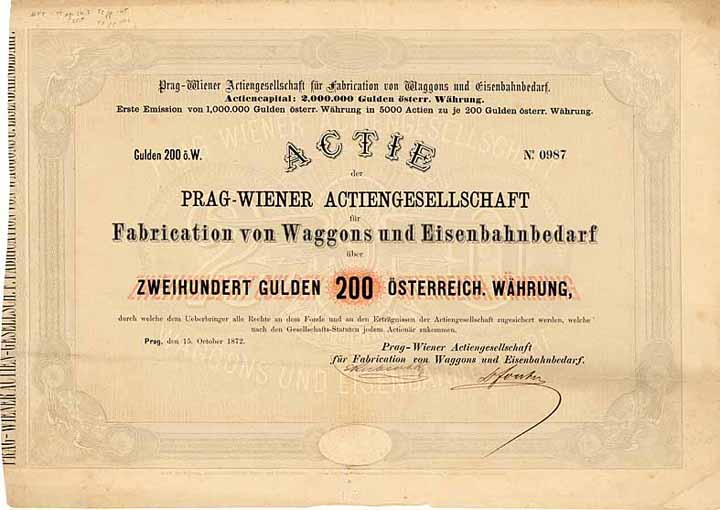 Prag-Wiener Actiengesellschaft für Fabrication von Waggons und Eisenbahnbedarf.
Actiencapital: 2,000.000 Gulden österr. Währung.
Erste Emission von 1,000.000 Gulden österr. Währung in 5000 Actien zu je 200 Gulden österr. Währung.
Gulden 200 ö.W.
ACTIE
No 0987
der
PRAG-WIENER ACTIENGESELLSCHAFT
für
Fabrication von Waggons und Eisenbahnbedarf
über
ZWEIHUNDERT GULDEN 200 ÖSTERREICH. WÄHRUNG,
durch welche dem Ueberbringer alle Rechte an dem Fonde und an den Erträgnissen der Actiengesellschaft zugesichert werden, welche
nach den Gesellschafts-Statuten jedem Actionär zukommen.
Prag, den 15. October 1872.
Prag-Wiener Actiengesellschaft
für Fabrication von Waggons und Eisenbahnbedarf.
WIENER ACTIENGESELLSCHAFT
WAGGONS UND EISENBAHNBEDARF
PRAG-WIENER ACTIEN-GESELLSCH. F. FABRICATION VON WAGGONS U. EISENBAHNBEDARF.